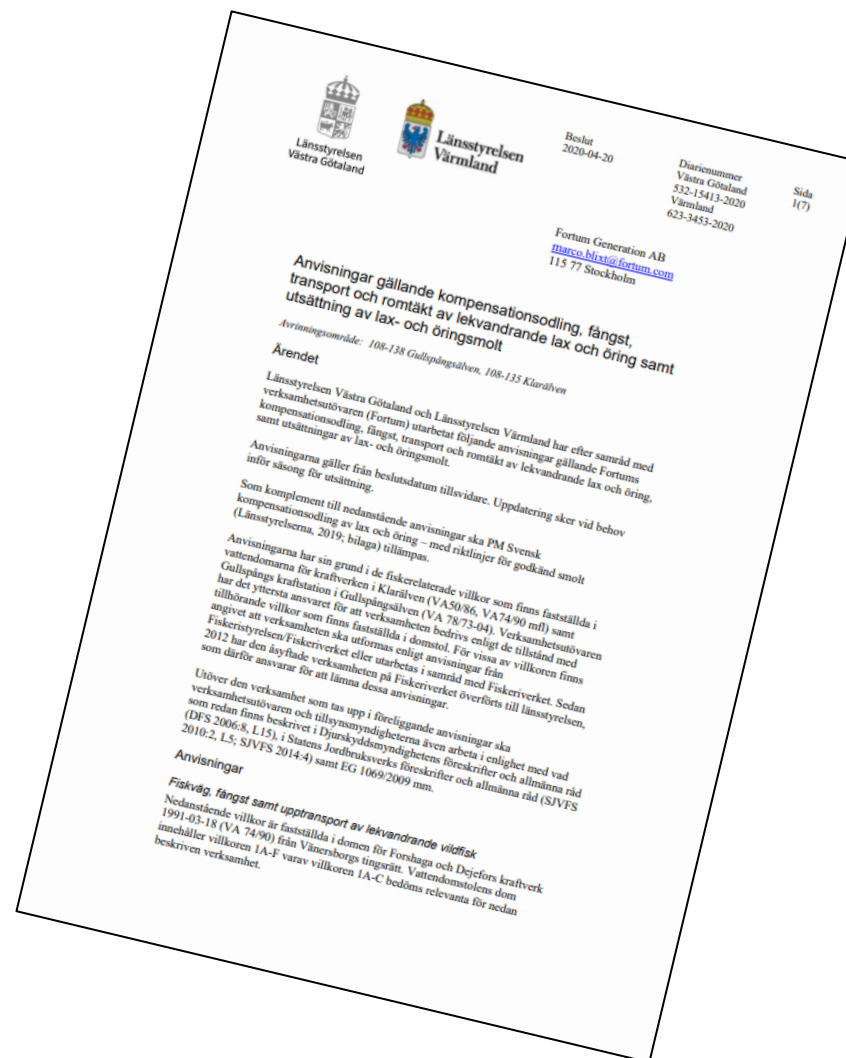 Länsstyrelsen
Västra Götaland
Länsstyrelsen
Värmland
Beslut
2020-04-20
Diarienummer
Västra Götaland
532-15413-2020
Värmland
623-3453-2020
Sida
1(7)
Fortum Generation AB
marco.blixt@fortum.com
115 77 Stockholm
Anvisningar gällande kompensationsodling, fångst,
transport och romtäkt av lekvandrande lax och öring samt
utsättning av lax- och öringsmolt
Avrinningsområde: 108-138 Gullspångsälven, 108-135 Klarälven
Ärendet
Länsstyrelsen Västra Götaland och Länsstyrelsen Värmland har efter samråd med
verksamhetsutövaren (Fortum) utarbetat följande anvisningar gällande Fortums
kompensationsodling, fångst, transport och romtäkt av lekvandrande lax och öring,
samt utsättningar av lax- och öringsmolt.
Anvisningarna gäller från beslutsdatum tillsvidare. Uppdatering sker vid behov
inför säsong för utsättning.
Som komplement till nedanstående anvisningar ska PM Svensk
kompensationsodling av lax och öring – med riktlinjer för godkänd smolt
(Länsstyrelserna, 2019; bilaga) tillämpas.
Anvisningarna har sin grund i de fiskerelaterade villkor som finns fastställda i
vattendomarna för kraftverken i Klarälven (VA50/86, VA74/90 mfl) samt
Gullspångs kraftstation i Gullspångsälven (VA 78/73-04). Verksamhetsutövaren
har det yttersta ansvaret för att verksamheten bedrivs enligt de tillstånd med
tillhörande villkor som finns fastställda i domstol. För vissa av villkoren finns
angivet att verksamheten ska utformas enligt anvisningar från
Fiskeristyrelsen/Fiskeriverket eller utarbetas i samråd med Fiskeriverket. Sedan
2012 har den åsyftade verksamheten på Fiskeriverket överförts till länsstyrelsen,
som därför ansvarar för att lämna dessa anvisningar.
Utöver den verksamhet som tas upp i föreliggande anvisningar ska
verksamhetsutövaren och tillsynsmyndigheterna även arbeta i enlighet med vad
som redan finns beskrivet i Djurskyddsmyndighetens föreskrifter och allmänna råd
(DFS 2006:8, L15), i Statens Jordbruksverks föreskrifter och allmänna råd (SJVFS
2010:2, L5; SJVFS 2014:4) samt EG 1069/2009 mm.
Anvisningar
Fiskväg, fångst samt upptransport av lekvandrande vildfisk
Nedanstående villkor är fastställda i domen för Forshaga och Dejefors kraftverk
1991-03-18 (VA 74/90) från Vänersborgs tingsrätt. Vattendomstolens dom
innehåller villkoren 1A-F varav villkoren 1A-C bedöms relevanta för nedan
beskriven verksamhet.